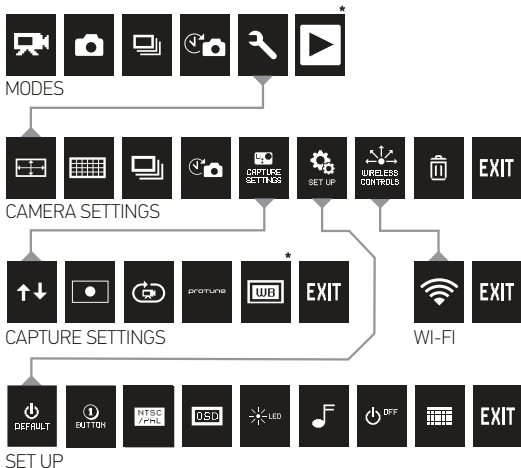 *
MODES
CAPTURE
SETTINGS
SET UP
WIRELESS
CONTROLS
EXIT
CAMERA SETTINGS
*
protune
WB
EXIT
EXIT
CAPTURE SETTINGS
WI-FI
DEFAULT
1
BUTTON
NTSC
/PAL
OSD
LED
OFF
EXIT
SET UP